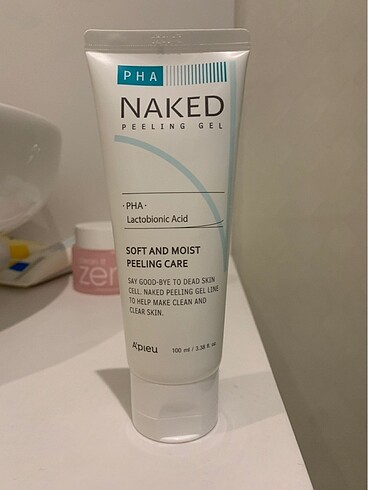 PHA
NAKED
PEELING GEL
· PHA ·
Lactobionic Acid
SOFT AND MOIST
PEELING CARE
SAY GOOD-BYE TO DEAD SKIN
CELL. NAKED PEELING GEL LINE
TO HELP MAKE CLEAN AND
CLEAR SKIN.
A'pieu 100 ml / 3.38 fl. oz.
clean it
zer